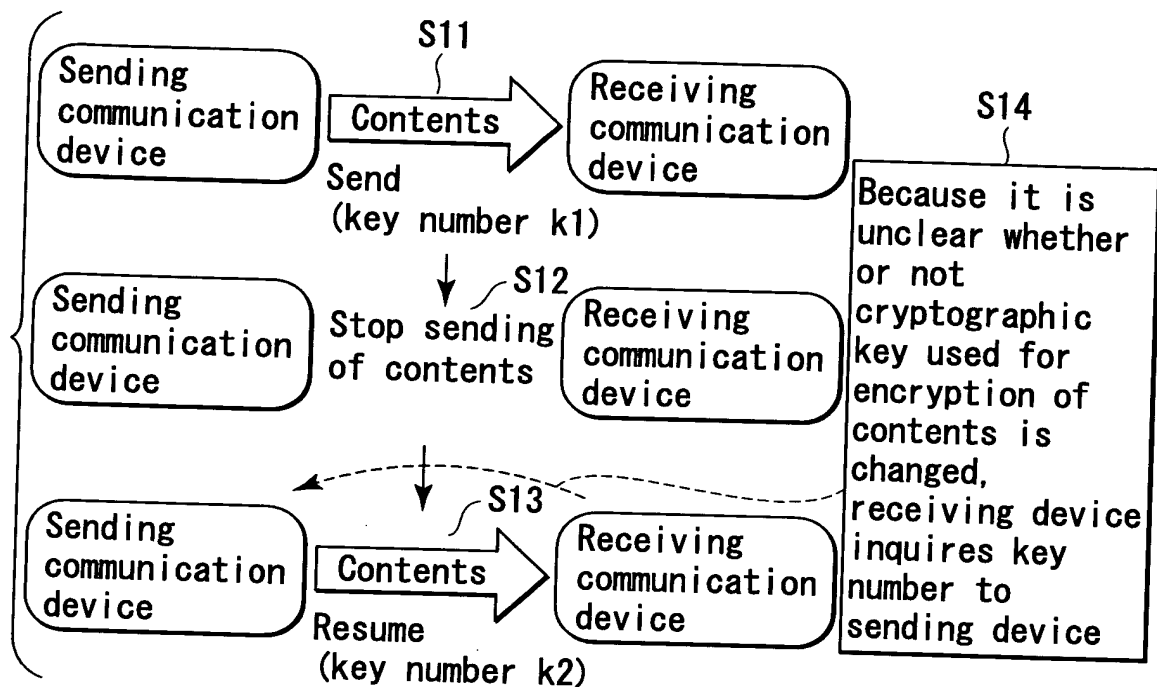 S11
Sending
communication
device
Contents
Receiving
communication
device
Send
(key number k1)
S12
Sending
communication
device
Stop sending
of contents
Receiving
communication
device
S13
Sending
communication
device
Contents
Receiving
communication
device
Resume
(key number k2)
S14
Because it is
unclear whether
or not
cryptographic
key used for
encryption of
contents is
changed,
receiving device
inquires key
number to
sending device